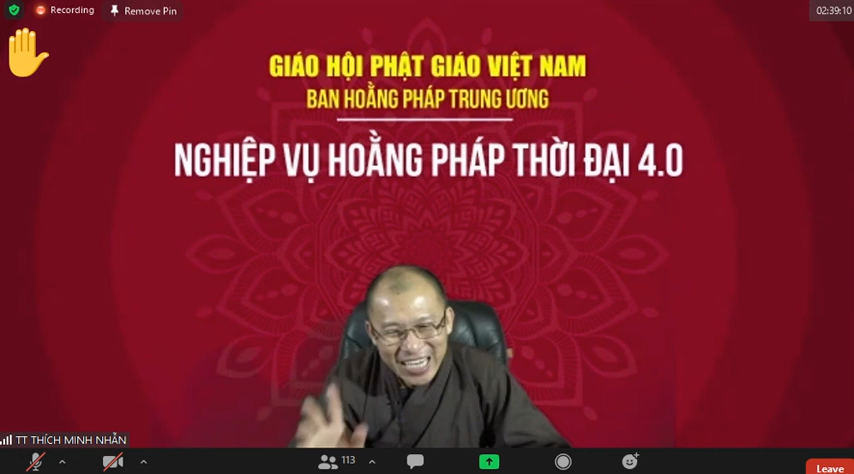 Recording
Remove Pin
02:39:10
GIÁO HỘI PHẬT GIÁO VIỆT NAM
BAN HOẰNG PHÁP TRUNG ƯƠNG
NGHIỆP VỤ HOẰNG PHÁP THỜI ĐẠI 4.0
TT THÍCH MINH NHẪN
113
Leave